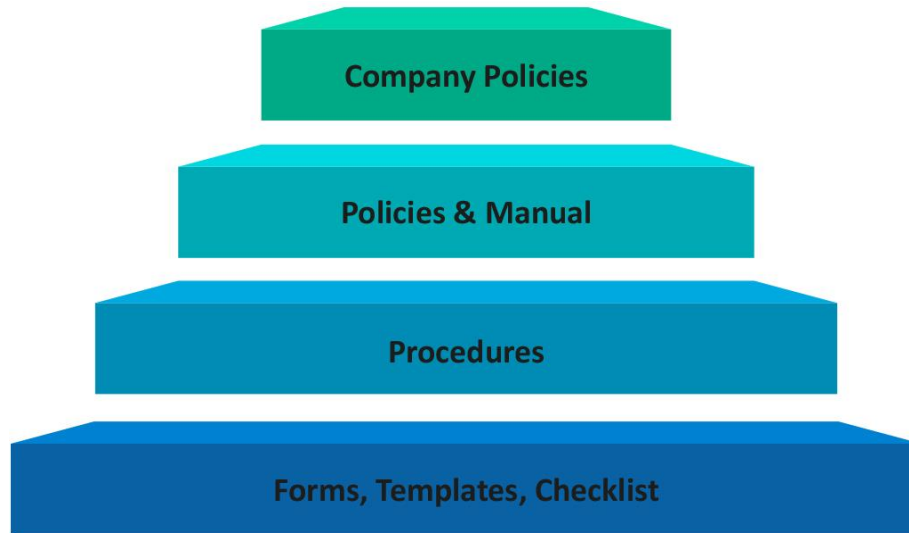 Company Policies
Policies & Manual
Procedures
Forms, Templates, Checklist